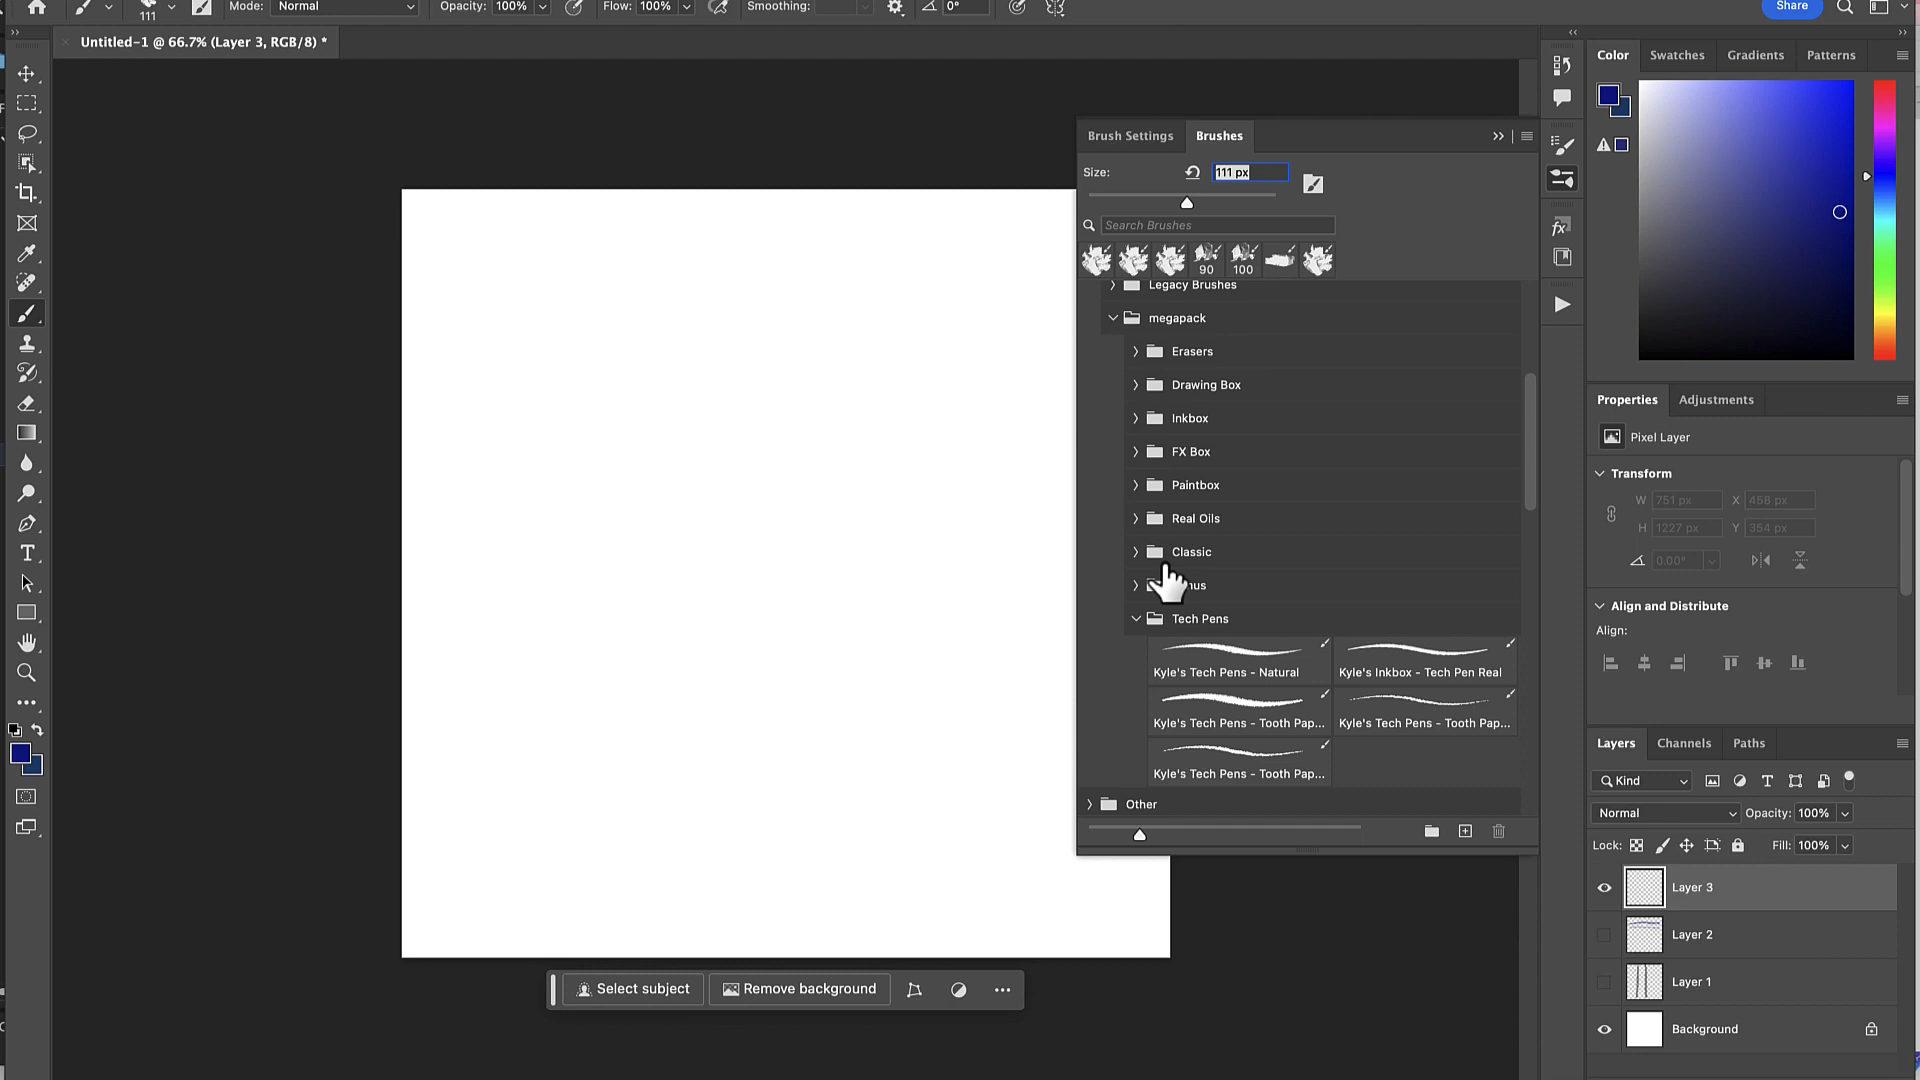 111
Mode: Normal
Opacity: 100%
Flow: 100%
Smoothing:
0°
Share
Untitled-1 @ 66.7% (Layer 3, RGB/8) *
Color
Swatches
Gradients
Patterns
Brush Settings
Brushes
Size:
111 px
Search Brushes
90
100
Legacy Brushes
megapack
Erasers
Drawing Box
Inkbox
FX Box
Paintbox
Real Oils
Classic
Tech Pens
Kyle's Tech Pens - Natural
Kyle's Inkbox - Tech Pen Real
Kyle's Tech Pens - Tooth Pap...
Kyle's Tech Pens - Tooth Pap...
Kyle's Tech Pens - Tooth Pap...
Other
Properties
Adjustments
Pixel Layer
Transform
W 751 px X 458 px
H 1227 px Y 354 px
0.00°
Align and Distribute
Align:
Layers
Channels
Paths
Kind
Normal
Opacity: 100%
Lock:
Fill: 100%
Layer 3
Layer 2
Layer 1
Background
Select subject
Remove background